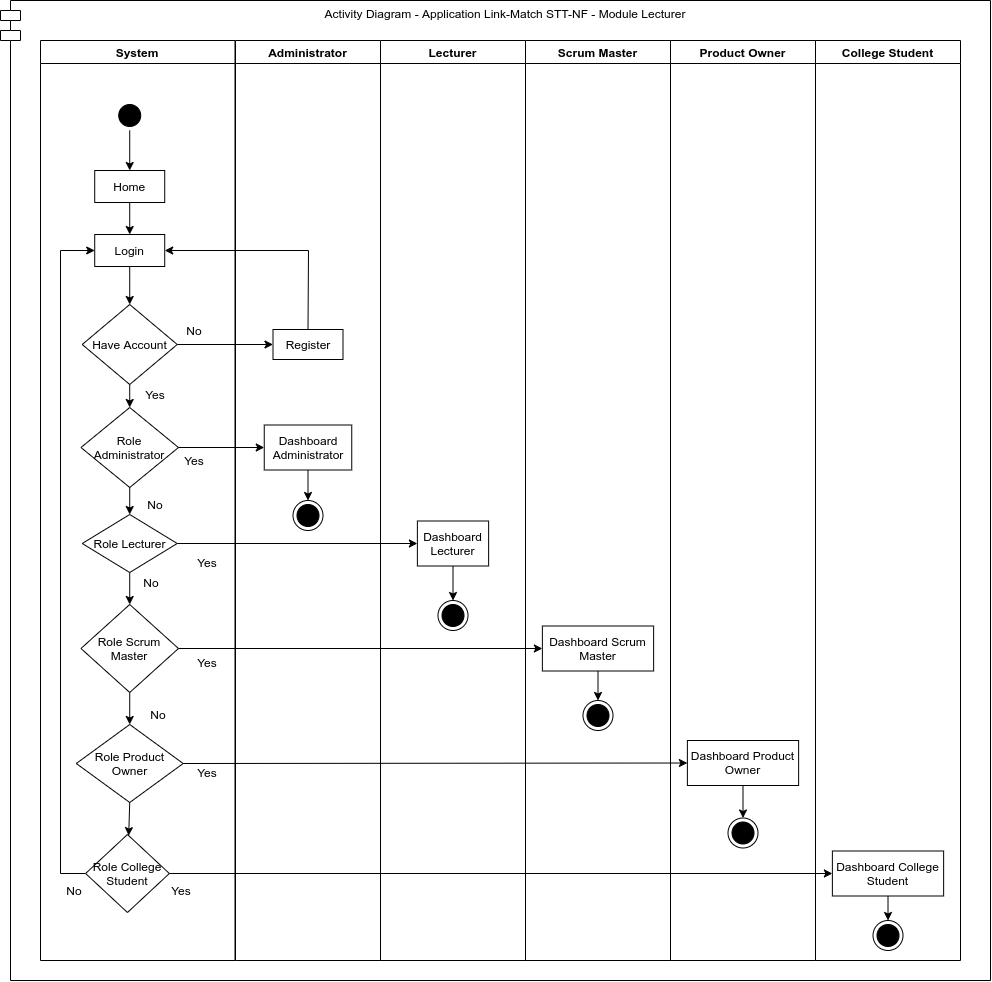 Activity Diagram - Application Link-Match STT-NF - Module Lecturer
System
Administrator
Lecturer
Scrum Master
Product Owner
College Student
Home
Login
No
Have Account
Register
Yes
Role
Administrator
Yes
Dashboard
Administrator
No
Role Lecturer
Yes
Dashboard
Lecturer
No
Role Scrum
Master
Yes
Dashboard Scrum
Master
No
Role Product
Owner
Yes
Dashboard Product
Owner
Role College
Student
No
Yes
Dashboard College
Student